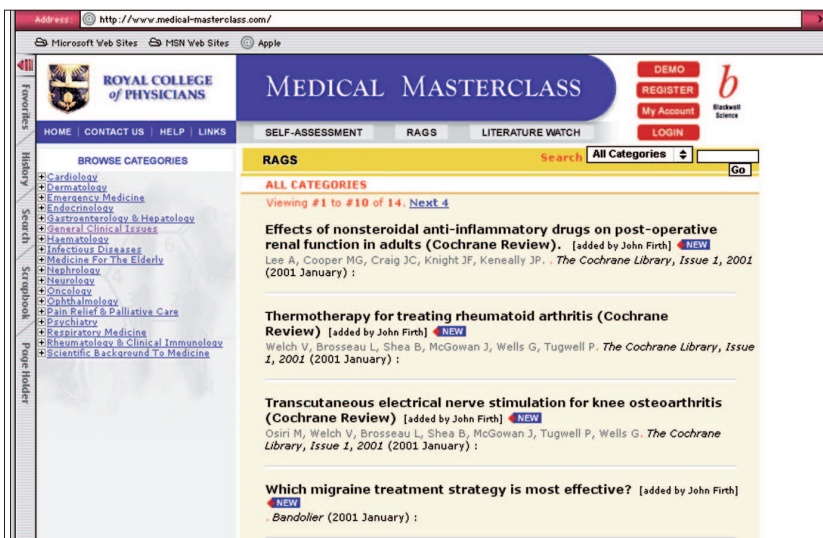 Address: http://www.medical-masterclass.com/
Microsoft Web Sites MSN Web Sites Apple
Favorites
History
Search
Scrapbook
Page Holder
ROYAL COLLEGE
of PHYSICIANS
MEDICAL MASTERCLASS
DEMO
REGISTER
My Account
LOGIN
b
Blackwell
Science
HOME | CONTACT US | HELP | LINKS
SELF-ASSESSMENT RAGS LITERATURE WATCH
BROWSE CATEGORIES
Cardiology
Dermatology
Emergency Medicine
Endocrinology
Gastroenterology & Hepatology
General Clinical Issues
Haematology
Infectious Diseases
Medicine For The Elderly
Nephrology
Neurology
Oncology
Ophthalmology
Pain Relief & Palliative Care
Psychiatry
Respiratory Medicine
Rheumatology & Clinical Immunology
Scientific Background To Medicine
RAGS Search All Categories
Go
ALL CATEGORIES
Viewing #1 to #10 of 14. Next 4
Effects of nonsteroidal anti-inflammatory drugs on post-operative
renal function in adults (Cochrane Review). [added by John Firth] NEW
Lee A, Cooper MG, Craig JC, Knight JF, Keneally JP. . The Cochrane Library, Issue 1, 2001
(2001 January) :
Thermotherapy for treating rheumatoid arthritis (Cochrane
Review) [added by John Firth] NEW
Welch V, Brosseau L, Shea B, McGowan J, Wells G, Tugwell P. The Cochrane Library, Issue
1, 2001 (2001 January) :
Transcutaneous electrical nerve stimulation for knee osteoarthritis
(Cochrane Review) [added by John Firth] NEW
Osiri M, Welch V, Brosseau L, Shea B, McGowan J, Tugwell P, Wells G. The Cochrane
Library, Issue 1, 2001 (2001 January) :
Which migraine treatment strategy is most effective? [added by John Firth]
NEW
. Bandolier (2001 January) :